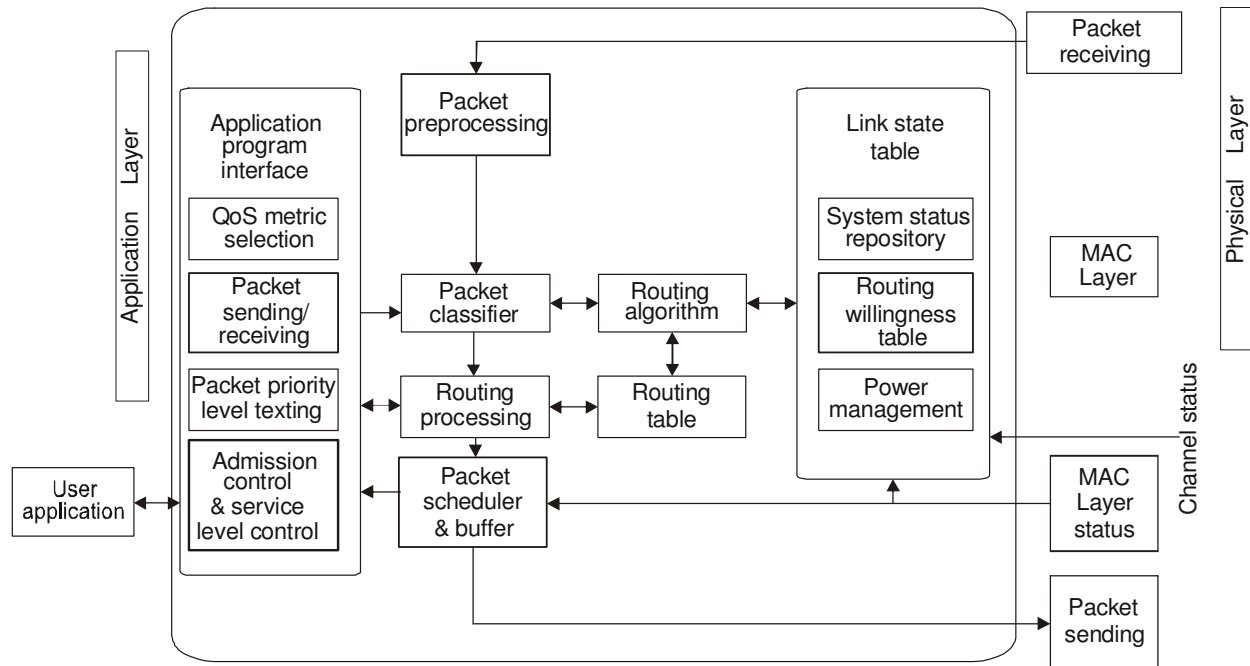 Packet
receiving
Packet
preprocessing
Application
program
interface
Link state
table
Application Layer
Physical Layer
QoS metric
selection
System status
repository
MAC
Layer
Packet
sending/
receiving
Packet
classifier
Routing
algorithm
Routing
willingness
table
Packet priority
level texting
Routing
processing
Routing
table
Power
management
Channel status
User
application
Admission
control
& service
level control
Packet
scheduler
& buffer
MAC
Layer
status
Packet
sending